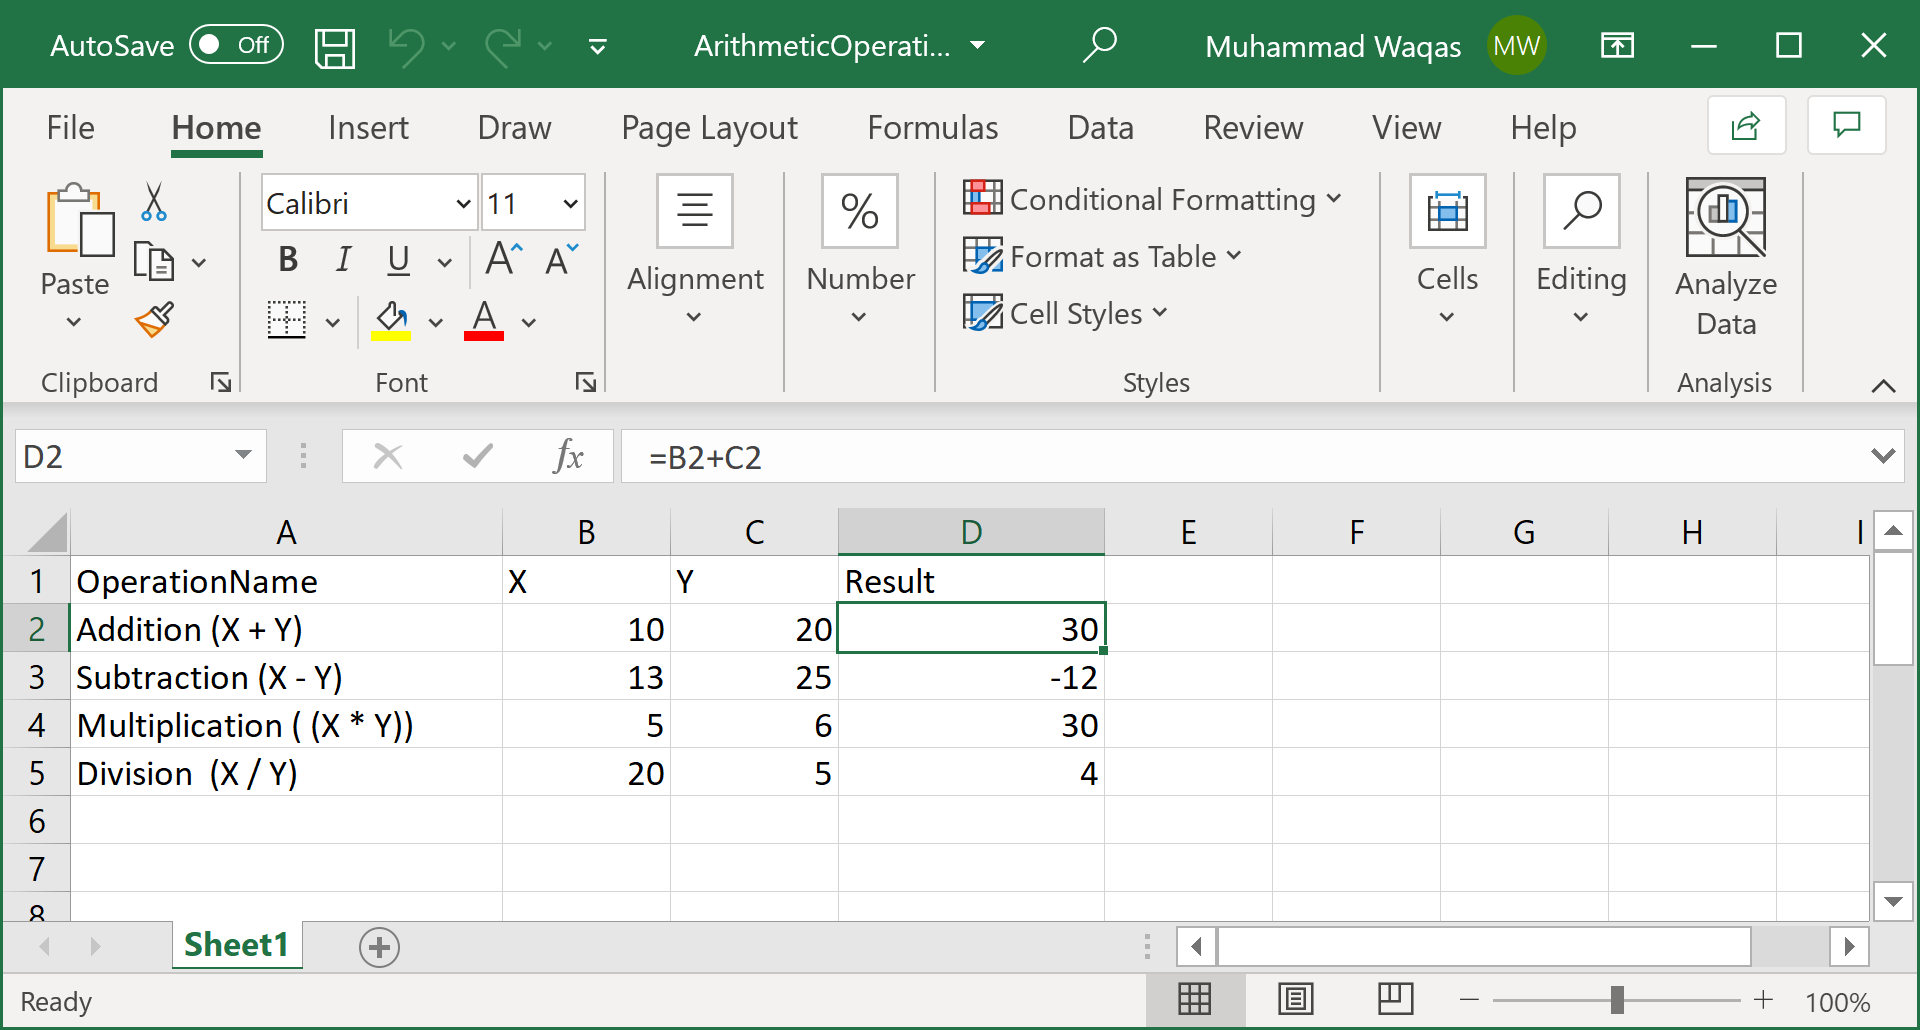 AutoSave Off ArithmeticOperati... Muhammad Waqas MW
File Home Insert Draw Page Layout Formulas Data Review View Help
Paste
Clipboard
Calibri 11
B I U A A
A
Font
Alignment
%
Number
Conditional Formatting
Format as Table
Cell Styles
Styles
Cells
Editing
Analyze
Data
Analysis
D2 fx =B2+C2
A B C D E F G H I
1 OperationName X Y Result
2 Addition (X + Y) 10 20 30
3 Subtraction (X - Y) 13 25 -12
4 Multiplication ( (X * Y)) 5 6 30
5 Division  (X / Y) 20 5 4
6
7
8
Sheet1
Ready 100%